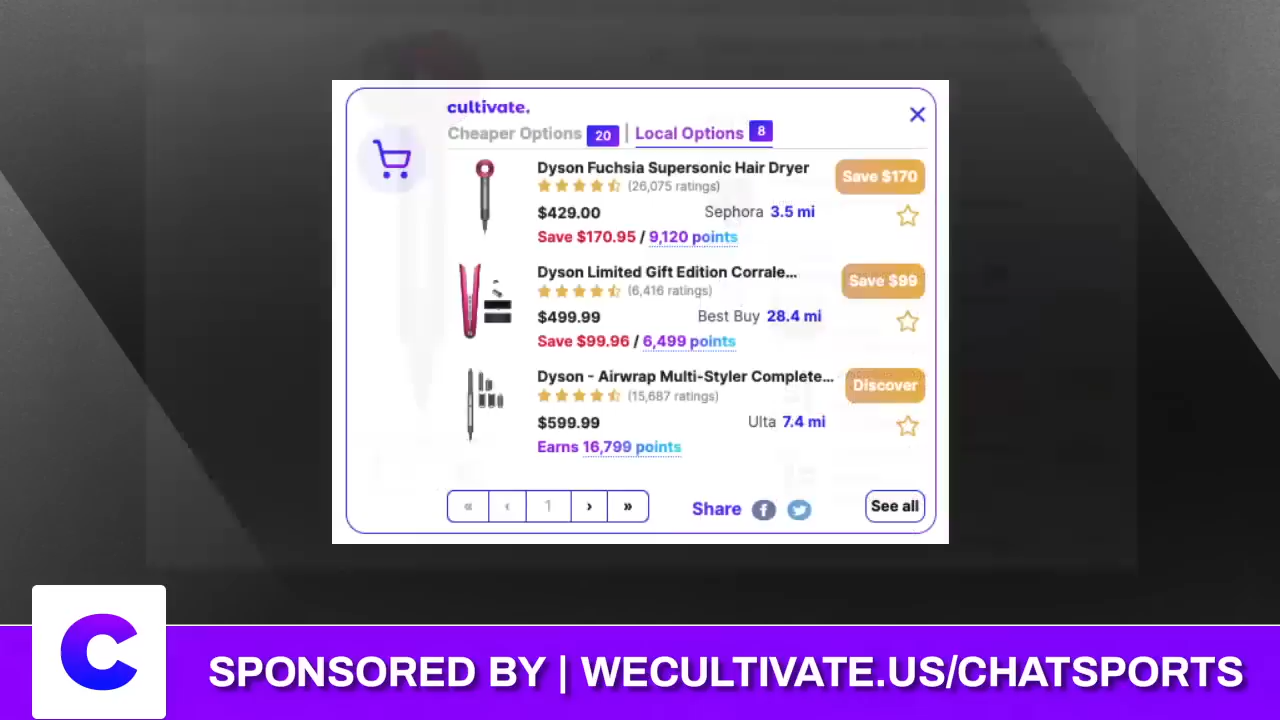 cultivate.
Cheaper Options 20 | Local Options 8
Dyson Fuchsia Supersonic Hair Dryer
Save $170
(26,075 ratings)
$429.00 Sephora 3.5 mi
Save $170.95 / 9,120 points
Dyson Limited Gift Edition Corrale...
Save $99
(6,416 ratings)
$499.99 Best Buy 28.4 mi
Save $99.96 / 6,499 points
Dyson - Airwrap Multi-Styler Complete...
Discover
(15,687 ratings)
$599.99 Ulta 7.4 mi
Earns 16,799 points
« ‹ 1 › » Share f See all
C
SPONSORED BY | WECULTIVATE.US/CHATSPORTS